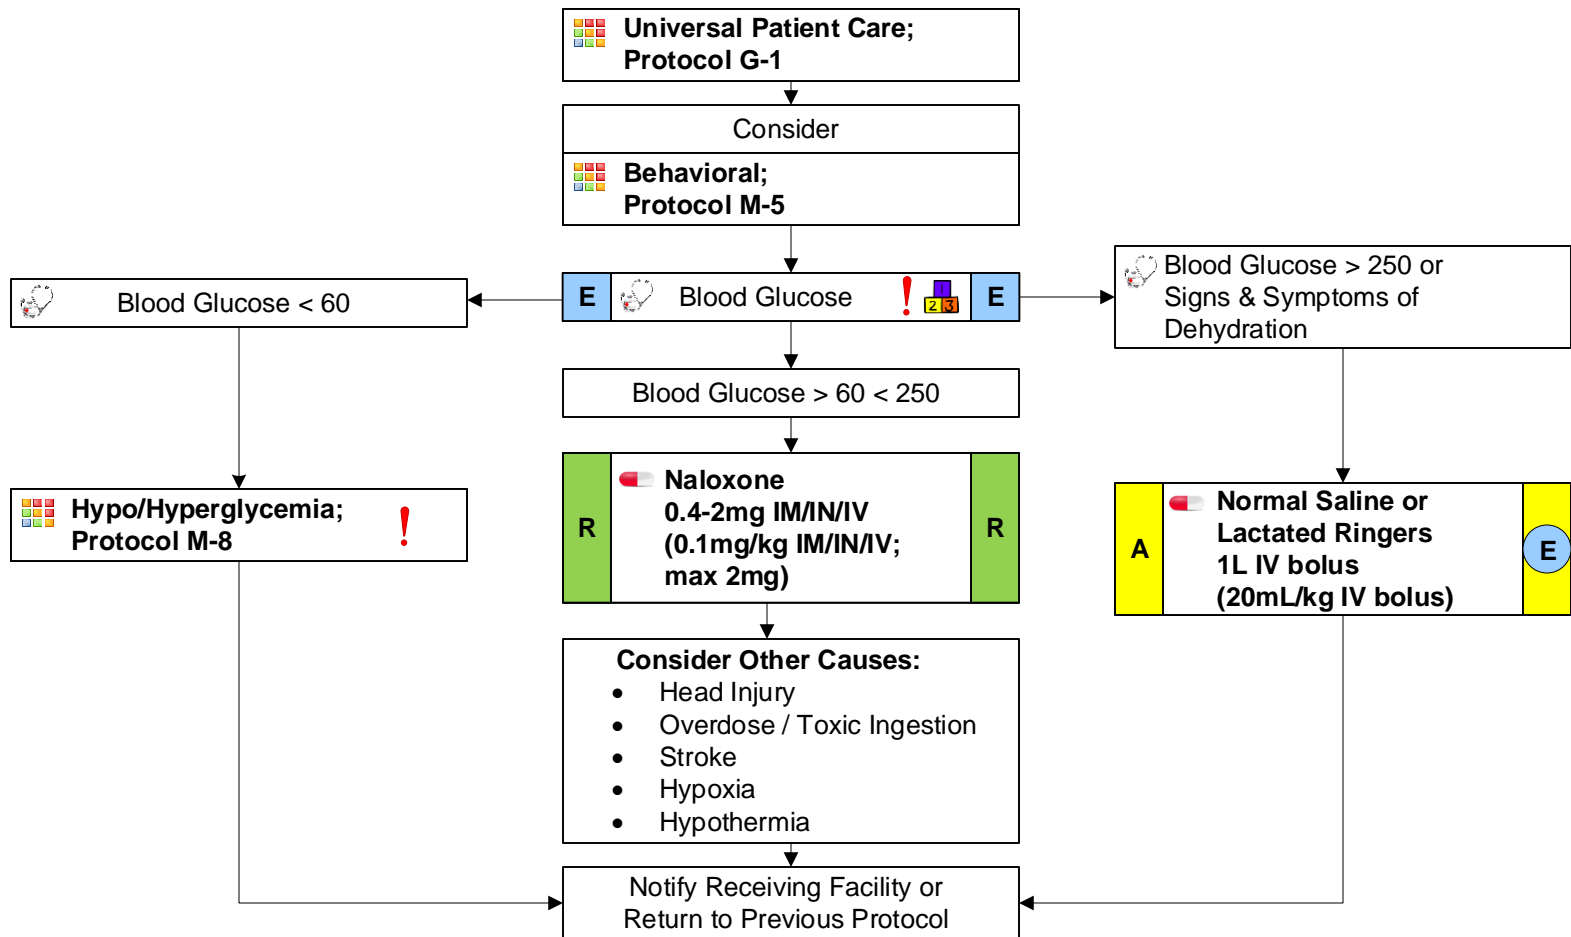 Universal Patient Care;
Protocol G-1
Consider
Behavioral;
Protocol M-5
Blood Glucose < 60
E
Blood Glucose
1
2
3
E
Blood Glucose > 250 or
Signs & Symptoms of
Dehydration
Blood Glucose > 60 < 250
Hypo/Hyperglycemia;
Protocol M-8
R
Naloxone
0.4-2mg IM/IN/IV
(0.1mg/kg IM/IN/IV;
max 2mg)
R
A
Normal Saline or
Lactated Ringers
1L IV bolus
(20mL/kg IV bolus)
E
Consider Other Causes:
• Head Injury
• Overdose / Toxic Ingestion
• Stroke
• Hypoxia
• Hypothermia
Notify Receiving Facility or
Return to Previous Protocol